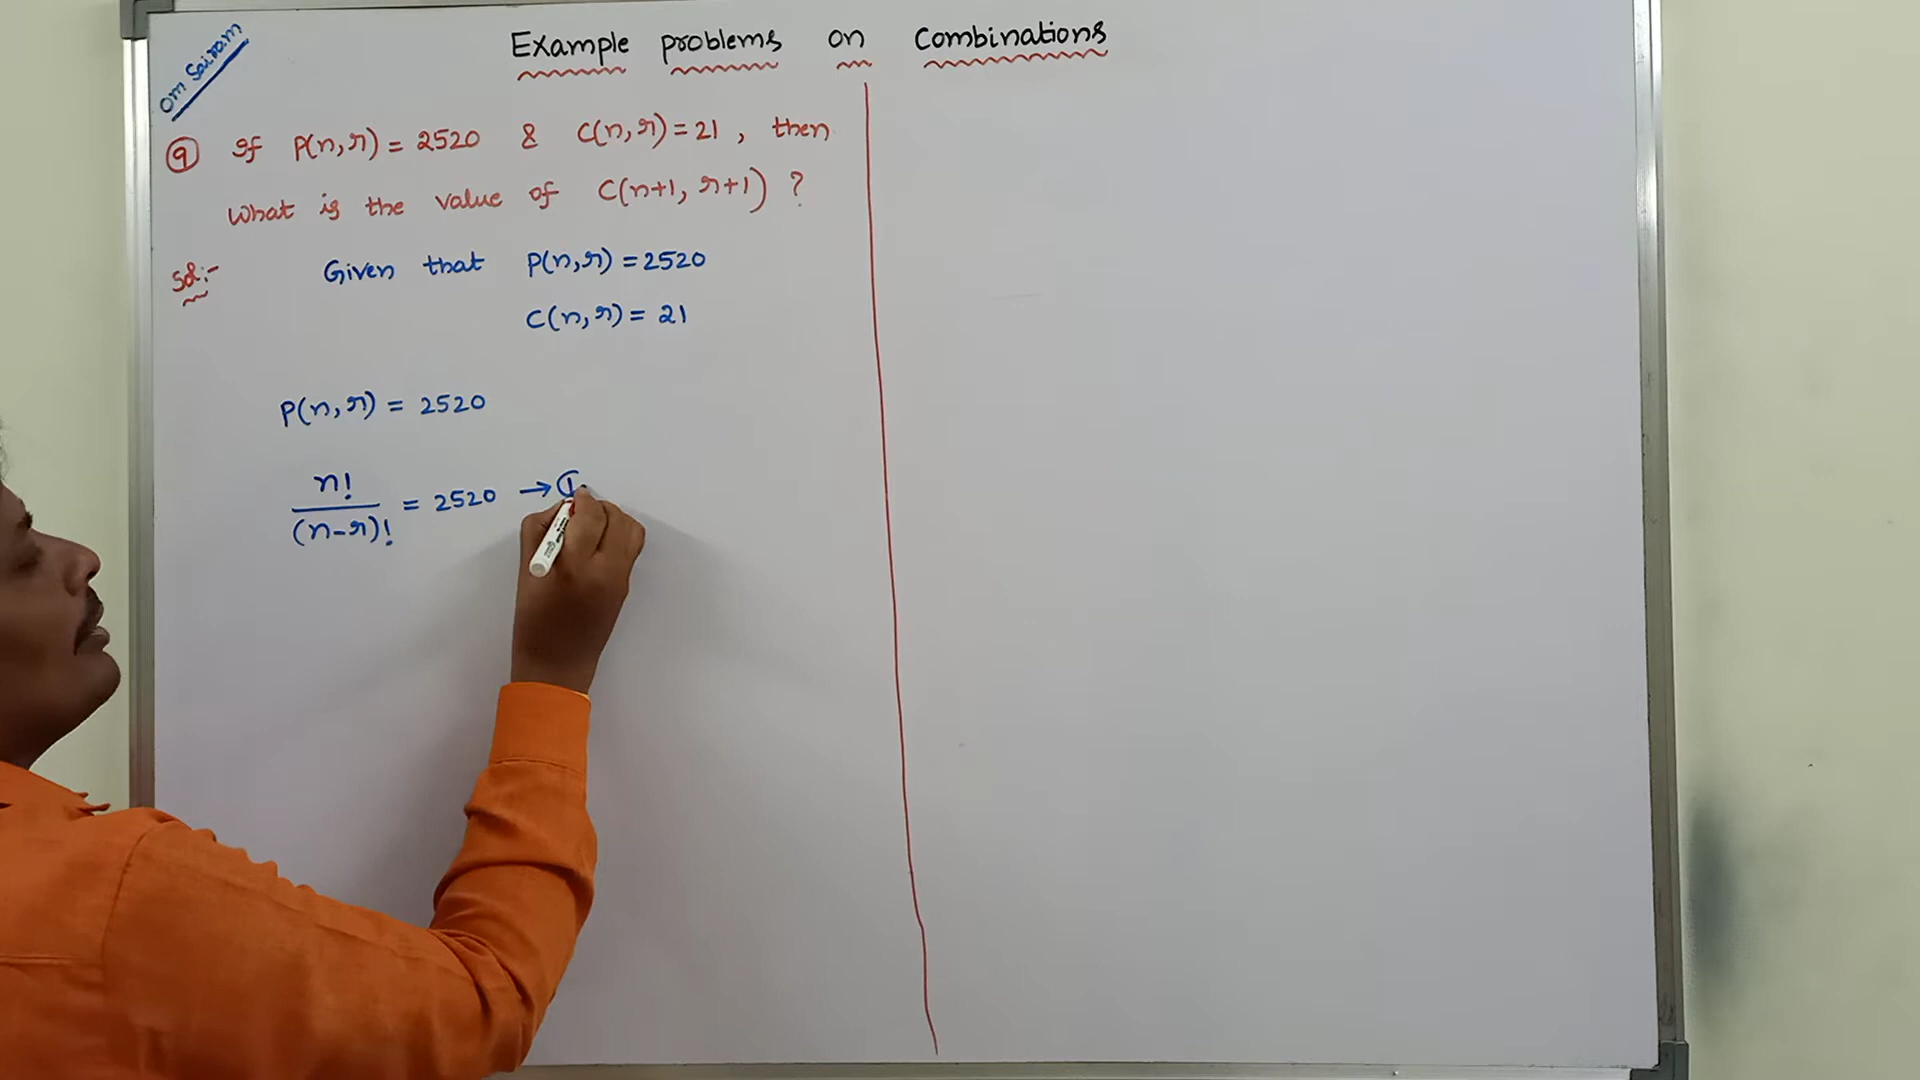 Om Sairam
Example problems on Combinations
9 If P(n,r) = 2520 & C(n,r) = 21, then
What is the value of C(n+1, r+1) ?
Sol:- Given that P(n,r) = 2520
C(n,r) = 21
P(n,r) = 2520
n!/(n-r)! = 2520 → 1